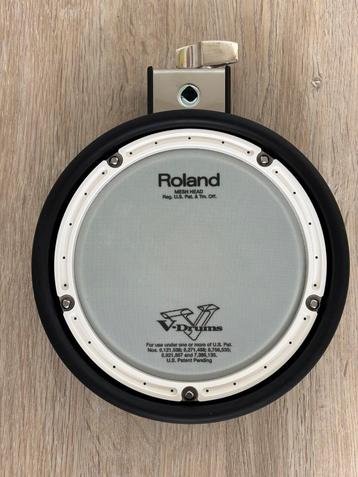 Roland
MESH HEAD
Reg. U.S. Pat. & Tm. Off.
V-Drums
For use under one or more of U.S. Pat.
Nos. 6,121,538; 6,271,458; 6,756,535;
6,921,857 and 7,385,135.
U.S. Patent Pending